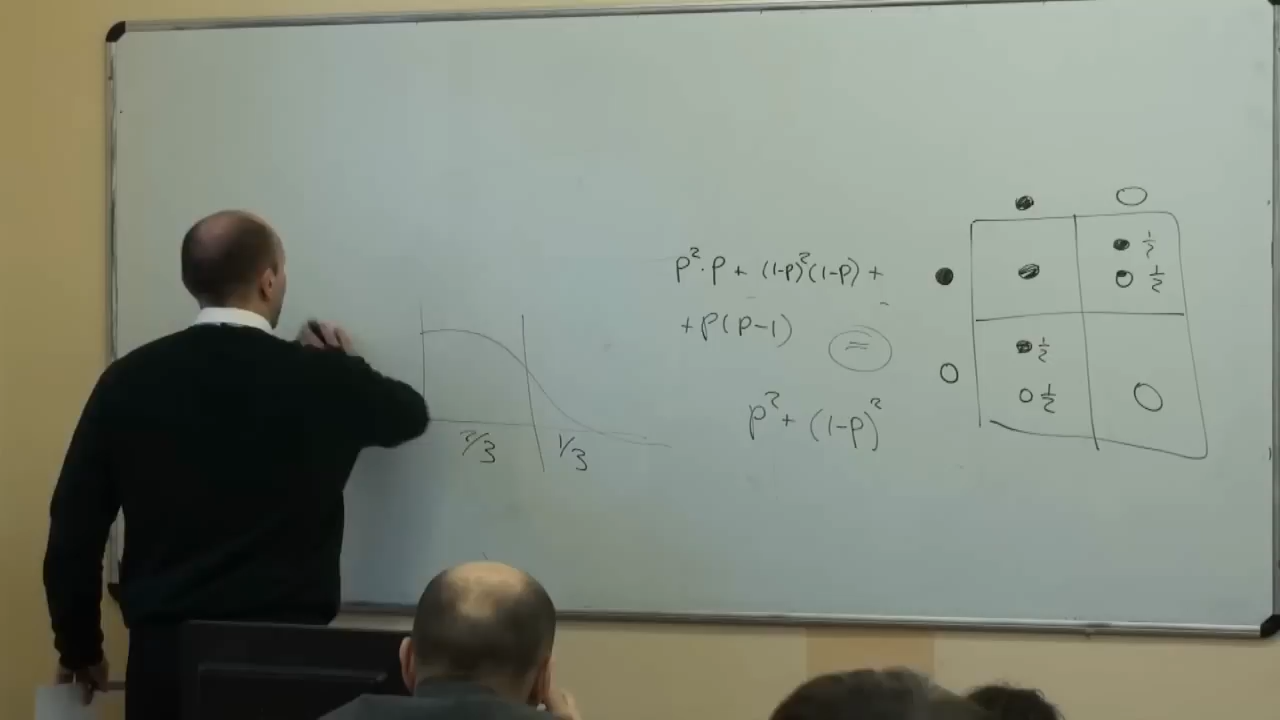 p²·p + (1-p)²(1-p) +
+ p(p-1) =
p² + (1-p)²
2/3 1/3
1/2
1/2
1/2
1/2